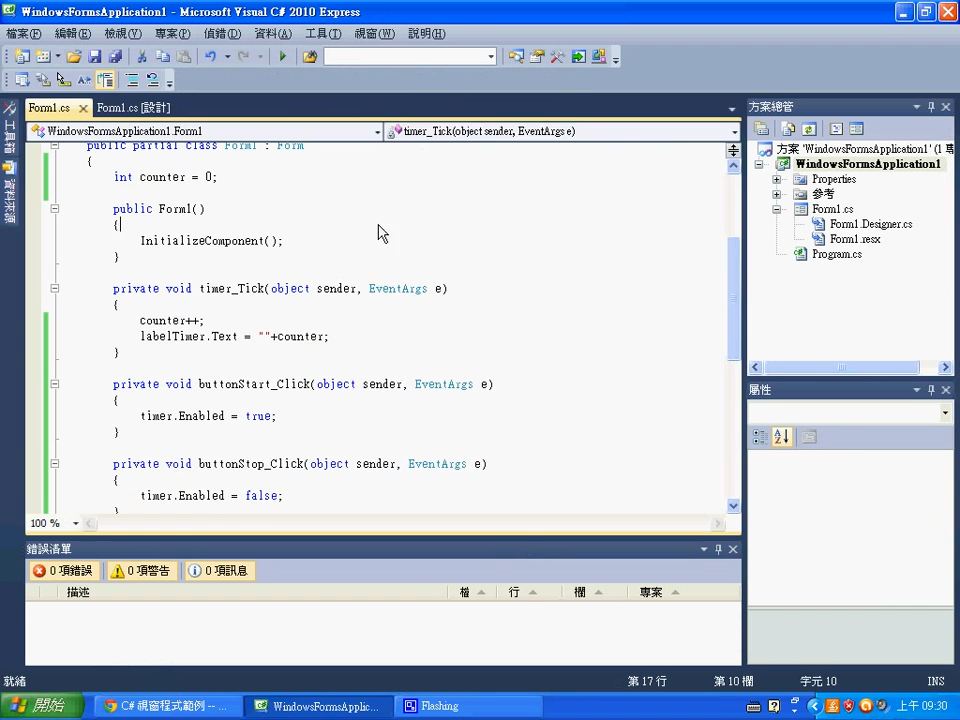 WindowsFormsApplication1 - Microsoft Visual C# 2010 Express
檔案(F) 編輯(E) 檢視(V) 專案(P) 偵錯(D) 資料(A) 工具(T) 視窗(W) 說明(H)
Form1.cs Form1.cs [設計]
WindowsFormsApplication1.Form1 timer_Tick(object sender, EventArgs e)
public partial class Form1 : Form
{
int counter = 0;
public Form1()
{
InitializeComponent();
}
private void timer_Tick(object sender, EventArgs e)
{
counter++;
labelTimer.Text = ""+counter;
}
private void buttonStart_Click(object sender, EventArgs e)
{
timer.Enabled = true;
}
private void buttonStop_Click(object sender, EventArgs e)
{
timer.Enabled = false;
}
100 %
工具箱
資料來源
方案總管
方案 'WindowsFormsApplication1' (1 專
WindowsFormsApplication1
Properties
參考
Form1.cs
Form1.Designer.cs
Form1.resx
Program.cs
屬性
錯誤清單
0 項錯誤 0 項警告 0 項訊息
描述 檔 行 欄 專案
就緒 第 17 行 第 10 欄 字元 10 INS
開始 C# 視窗程式範例 -- ... WindowsFormsApplic... Flashing 上午 09:30